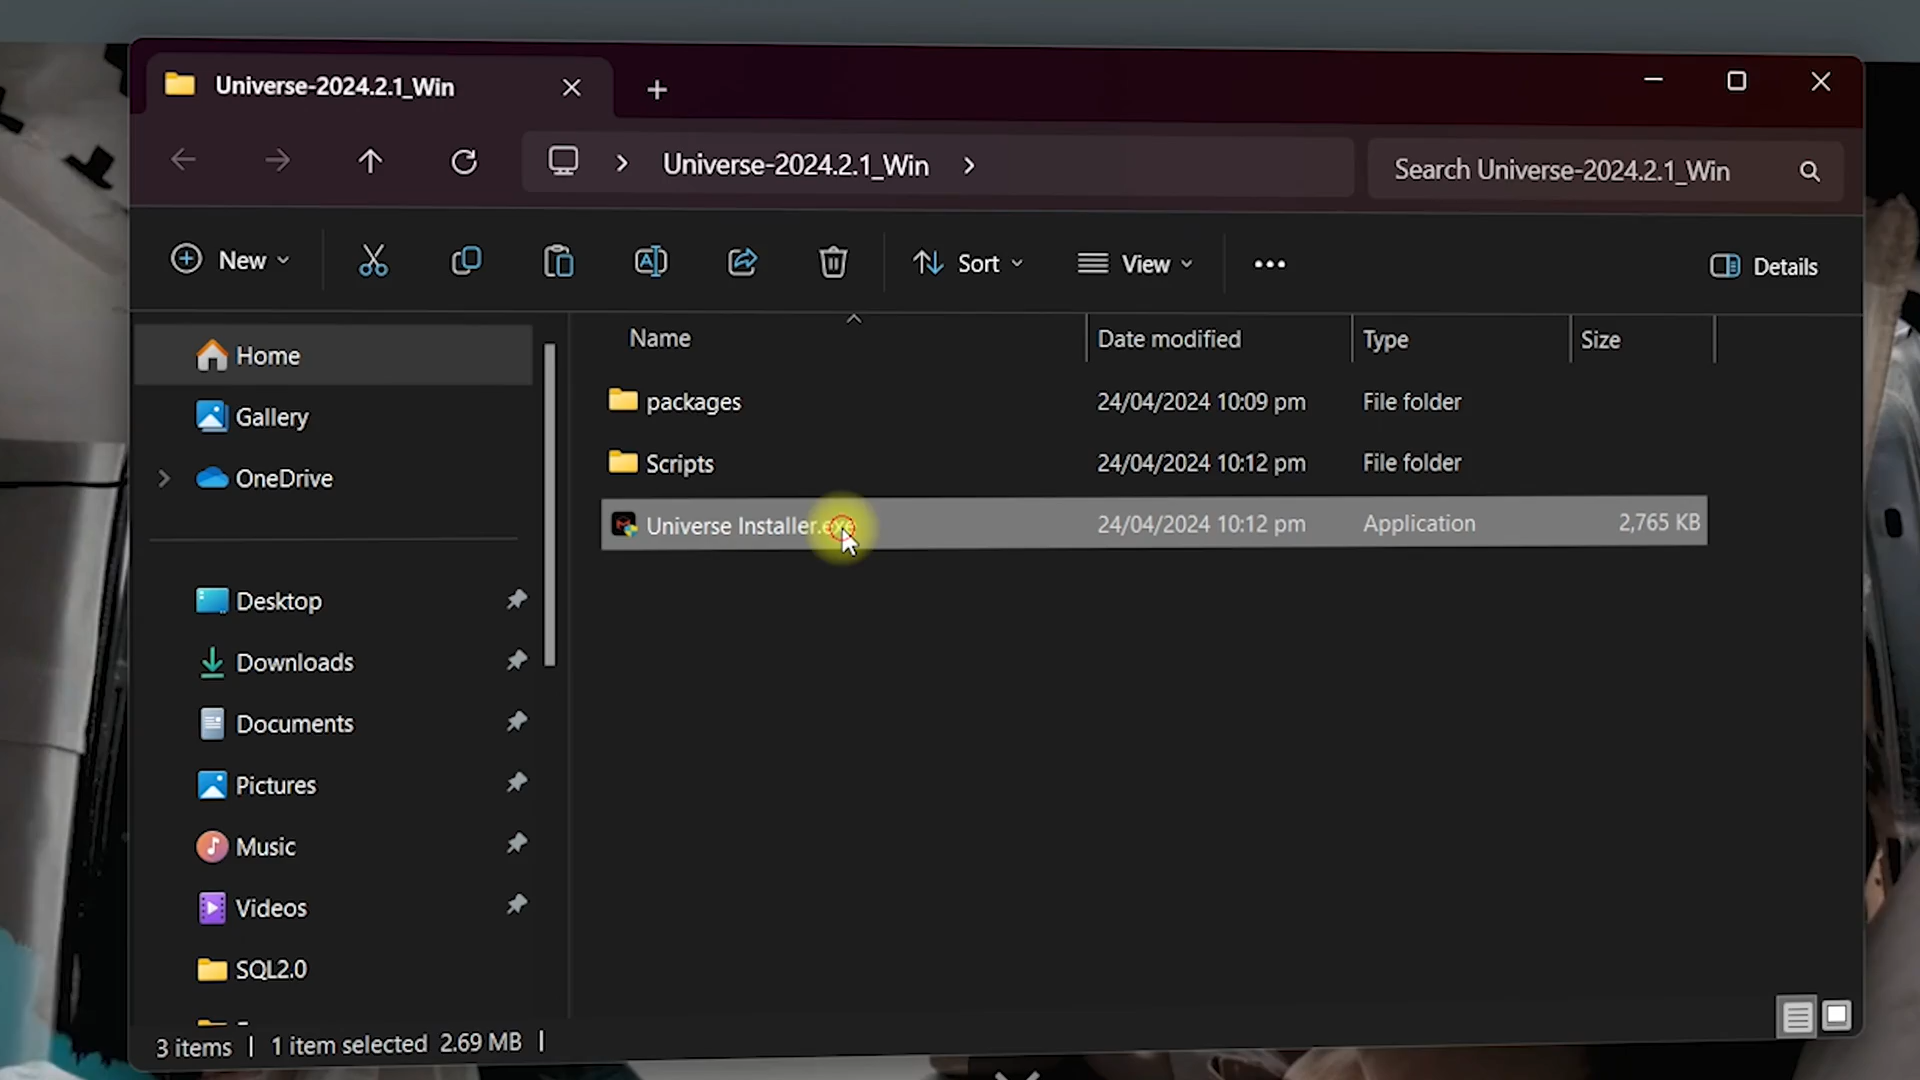 Universe-2024.2.1_Win
Universe-2024.2.1_Win
Search Universe-2024.2.1_Win
New
Sort
View
Details
Name
Date modified
Type
Size
Home
Gallery
OneDrive
Desktop
Downloads
Documents
Pictures
Music
Videos
SQL2.0
packages 24/04/2024 10:09 pm File folder
Scripts 24/04/2024 10:12 pm File folder
Universe Installer.exe 24/04/2024 10:12 pm Application 2,765 KB
3 items
1 item selected 2.69 MB